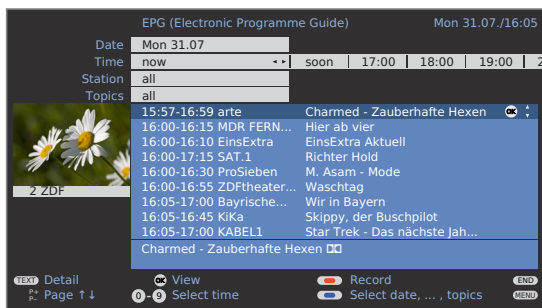 EPG (Electronic Programme Guide) Mon 31.07./16:05
Date Mon 31.07
Time now soon 17:00 18:00 19:00 2
Station all
Topics all
15:57-16:59 arte Charmed - Zauberhafte Hexen OK
16:00-16:15 MDR FERN... Hier ab vier
16:00-16:10 EinsExtra EinsExtra Aktuell
16:00-17:15 SAT.1 Richter Hold
16:00-16:30 ProSieben M. Asam - Mode
16:00-16:55 ZDFtheater... Waschtag
2 ZDF
16:05-17:00 Bayrische... Wir in Bayern
16:05-16:45 KiKa Skippy, der Buschpilot
16:05-17:00 KABEL1 Star Trek - Das nächste Jah...
Charmed - Zauberhafte Hexen
TEXT Detail OK View Record END
P+ P- Page ↑↓ 0-9 Select time Select date, ... , topics MENU